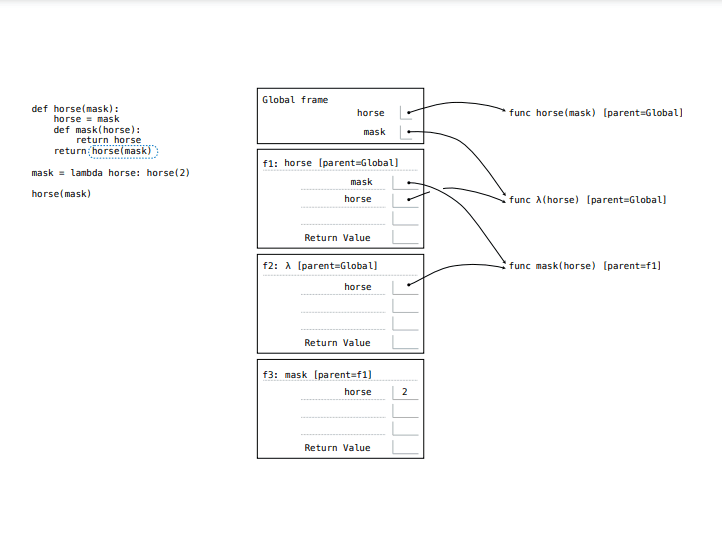 def horse(mask):
    horse = mask
    def mask(horse):
        return horse
    return horse(mask)
mask = lambda horse: horse(2)
horse(mask)
Global frame
horse
mask
f1: horse [parent=Global]
mask
horse
Return Value
f2: λ [parent=Global]
horse
Return Value
f3: mask [parent=f1]
horse 2
Return Value
func horse(mask) [parent=Global]
func λ(horse) [parent=Global]
func mask(horse) [parent=f1]